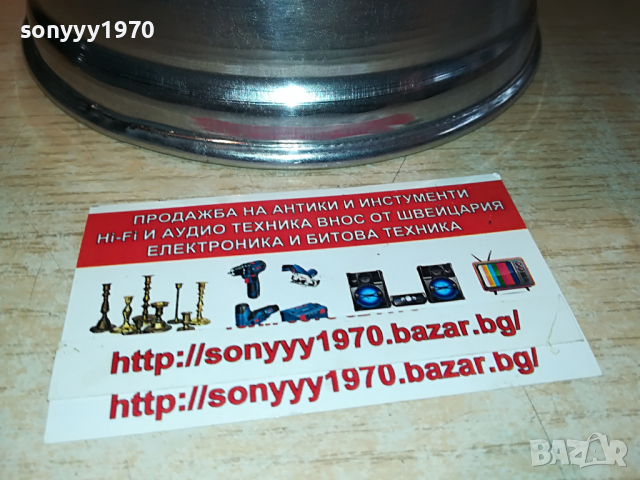 sonyyy1970
ПРОДАЖБА НА АНТИКИ И ИНСТУМЕНТИ
Hi-Fi И АУДИО ТЕХНИКА ВНОС ОТ ШВЕЙЦАРИЯ
ЕЛЕКТРОНИКА И БИТОВА ТЕХНИКА
http://sonyyy1970.bazar.bg/
http://sonyyy1970.bazar.bg/
BAZAR.bg